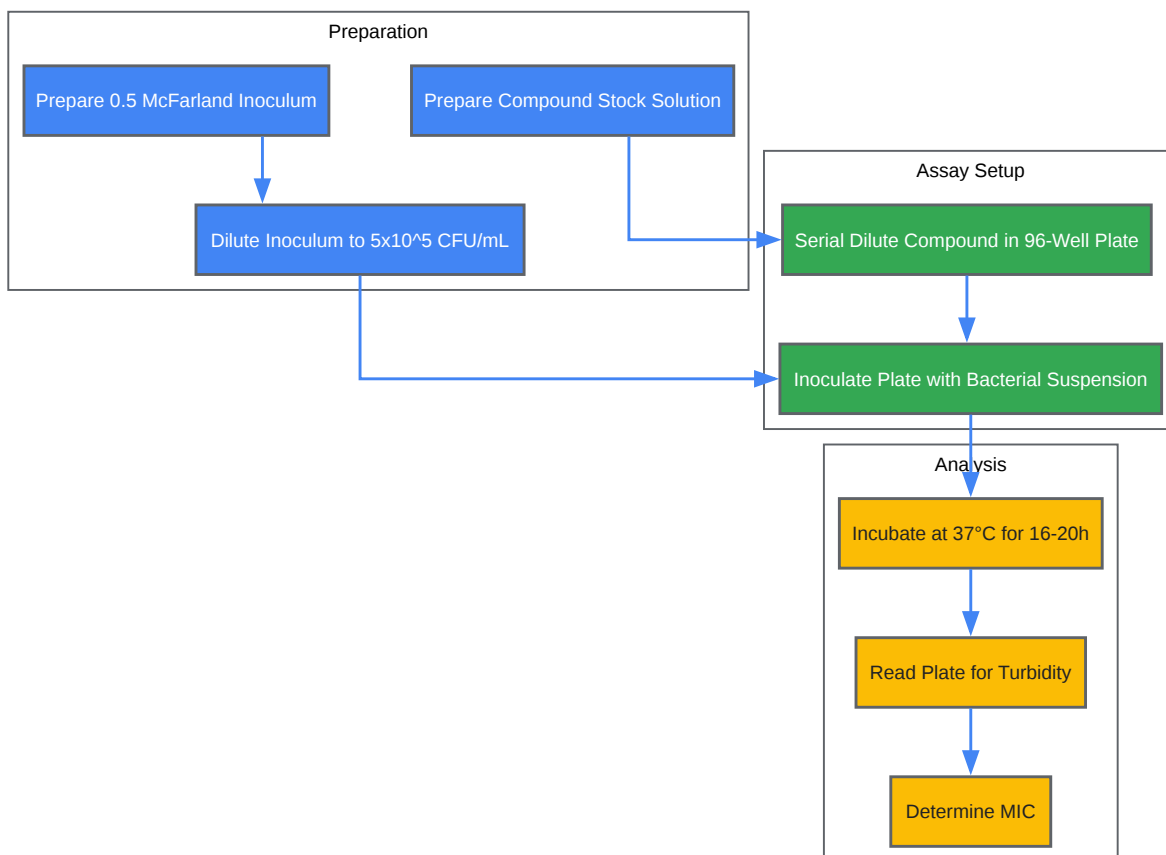 Preparation
Prepare 0.5 McFarland Inoculum
Prepare Compound Stock Solution
Dilute Inoculum to 5x10^5 CFU/mL
Assay Setup
Serial Dilute Compound in 96-Well Plate
Inoculate Plate with Bacterial Suspension
Analysis
Incubate at 37°C for 16-20h
Read Plate for Turbidity
Determine MIC